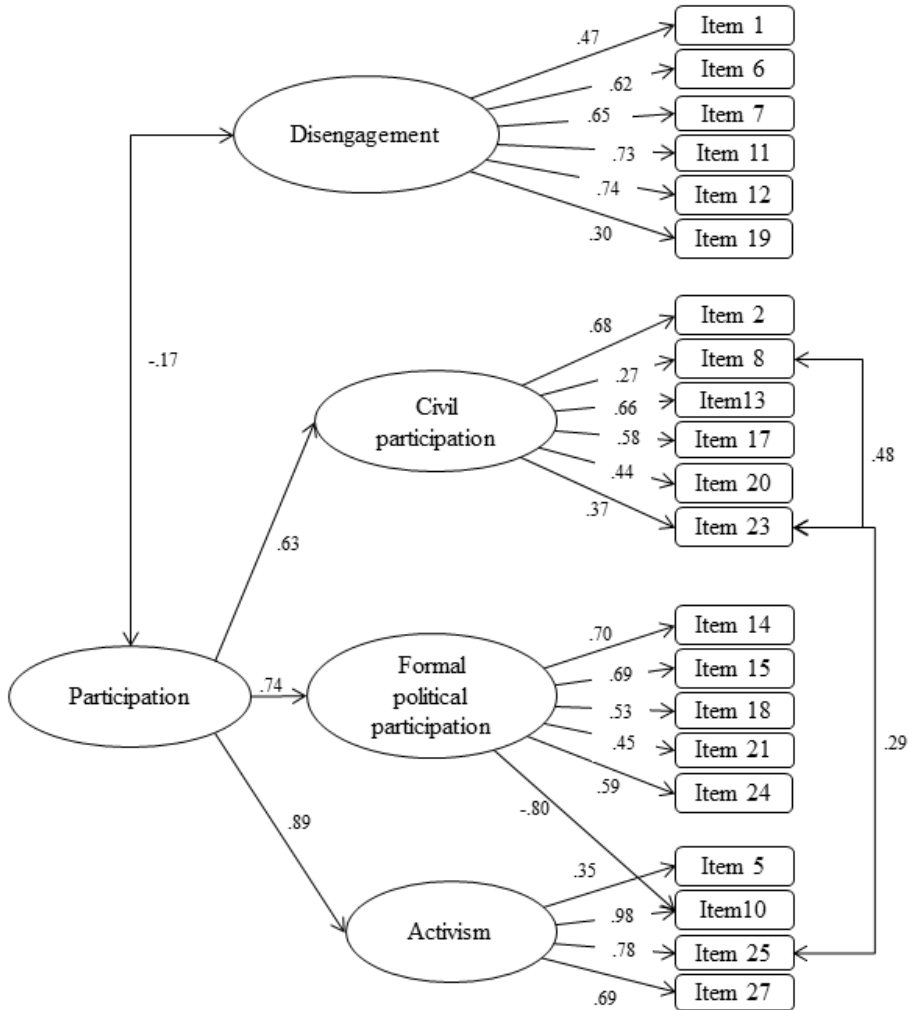 Item 1
.47
Item 6
.62
Item 7
.65
Disengagement
Item 11
.73
Item 12
.74
Item 19
.30
Item 2
.68
-.17
Item 8
.27
Item13
.66
Civil
participation
Item 17
.58
.48
Item 20
.44
Item 23
.37
.63
Item 14
.70
Formal
political
participation
Item 15
.69
Participation
.74
Item 18
.53
Item 21
.45
.29
Item 24
.59
-.80
.89
Item 5
.35
Item10
.98
Activism
Item 25
.78
Item 27
.69